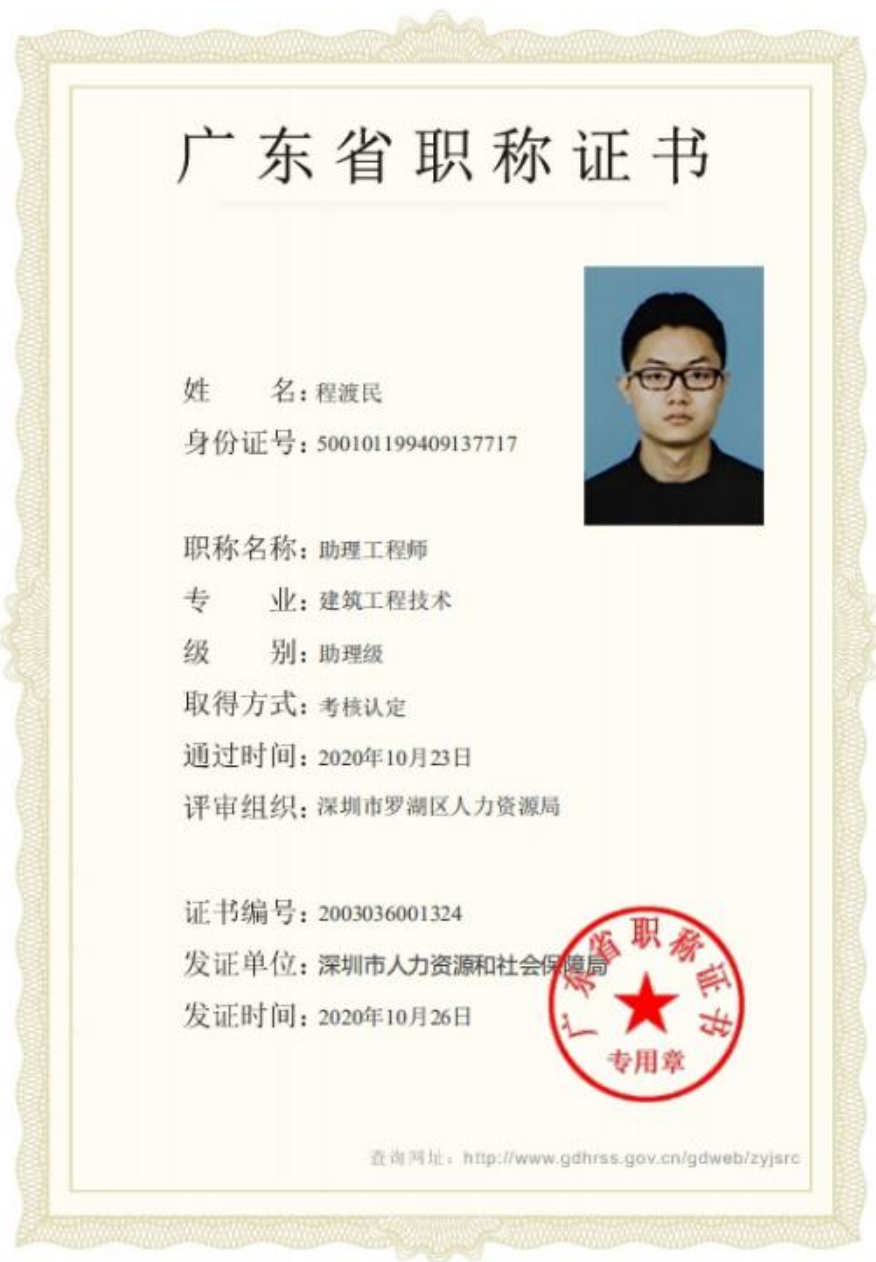 广东省职称证书
姓 名：程渡民
身份证号：500101199409137717
职称名称：助理工程师
专 业：建筑工程技术
级 别：助理级
取得方式：考核认定
通过时间：2020年10月23日
评审组织：深圳市罗湖区人力资源局
证书编号：2003036001324
发证单位：深圳市人力资源和社会保障局
发证时间：2020年10月26日
广东省职称证书
专用章
查询网址：http://www.gdhrss.gov.cn/gdweb/zyjsrc